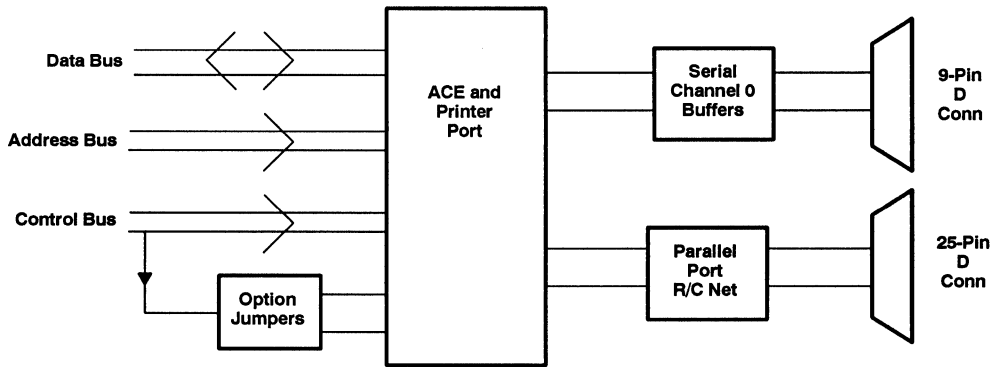 Data Bus
Address Bus
Control Bus
Option
Jumpers
ACE and
Printer
Port
Serial
Channel 0
Buffers
9-Pin
D
Conn
Parallel
Port
R/C Net
25-Pin
D
Conn